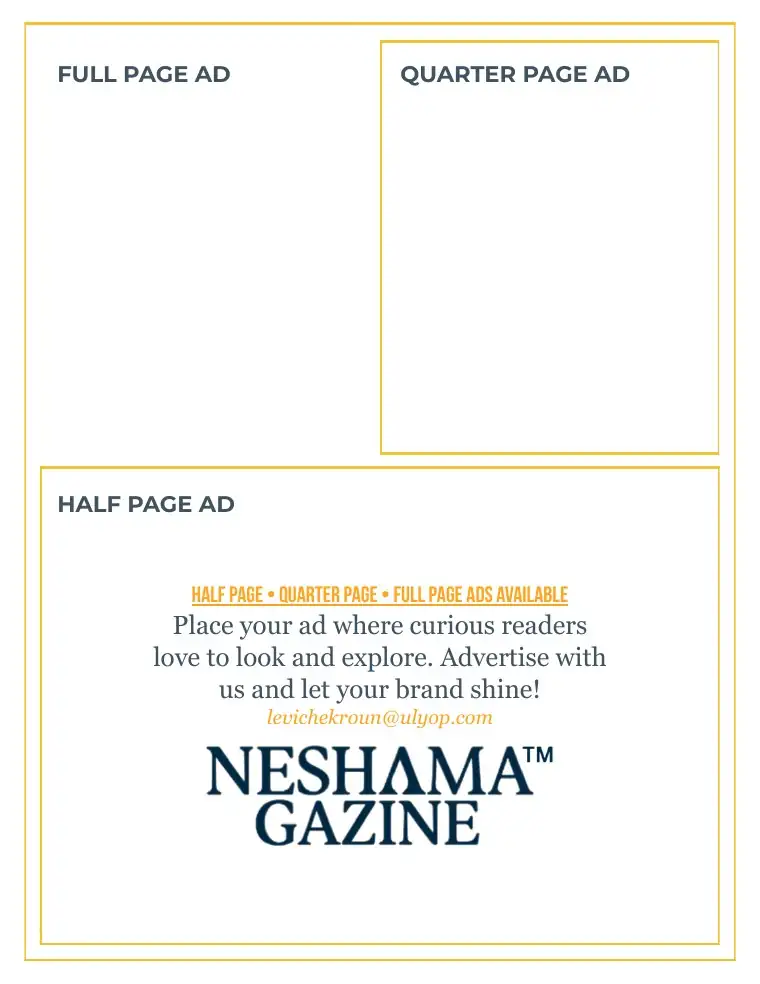 FULL PAGE AD
QUARTER PAGE AD
HALF PAGE AD
HALF PAGE • QUARTER PAGE • FULL PAGE ADS AVAILABLE
Place your ad where curious readers
love to look and explore. Advertise with
us and let your brand shine!
levichekroun@ulyop.com
NESHAMA™
GAZINE